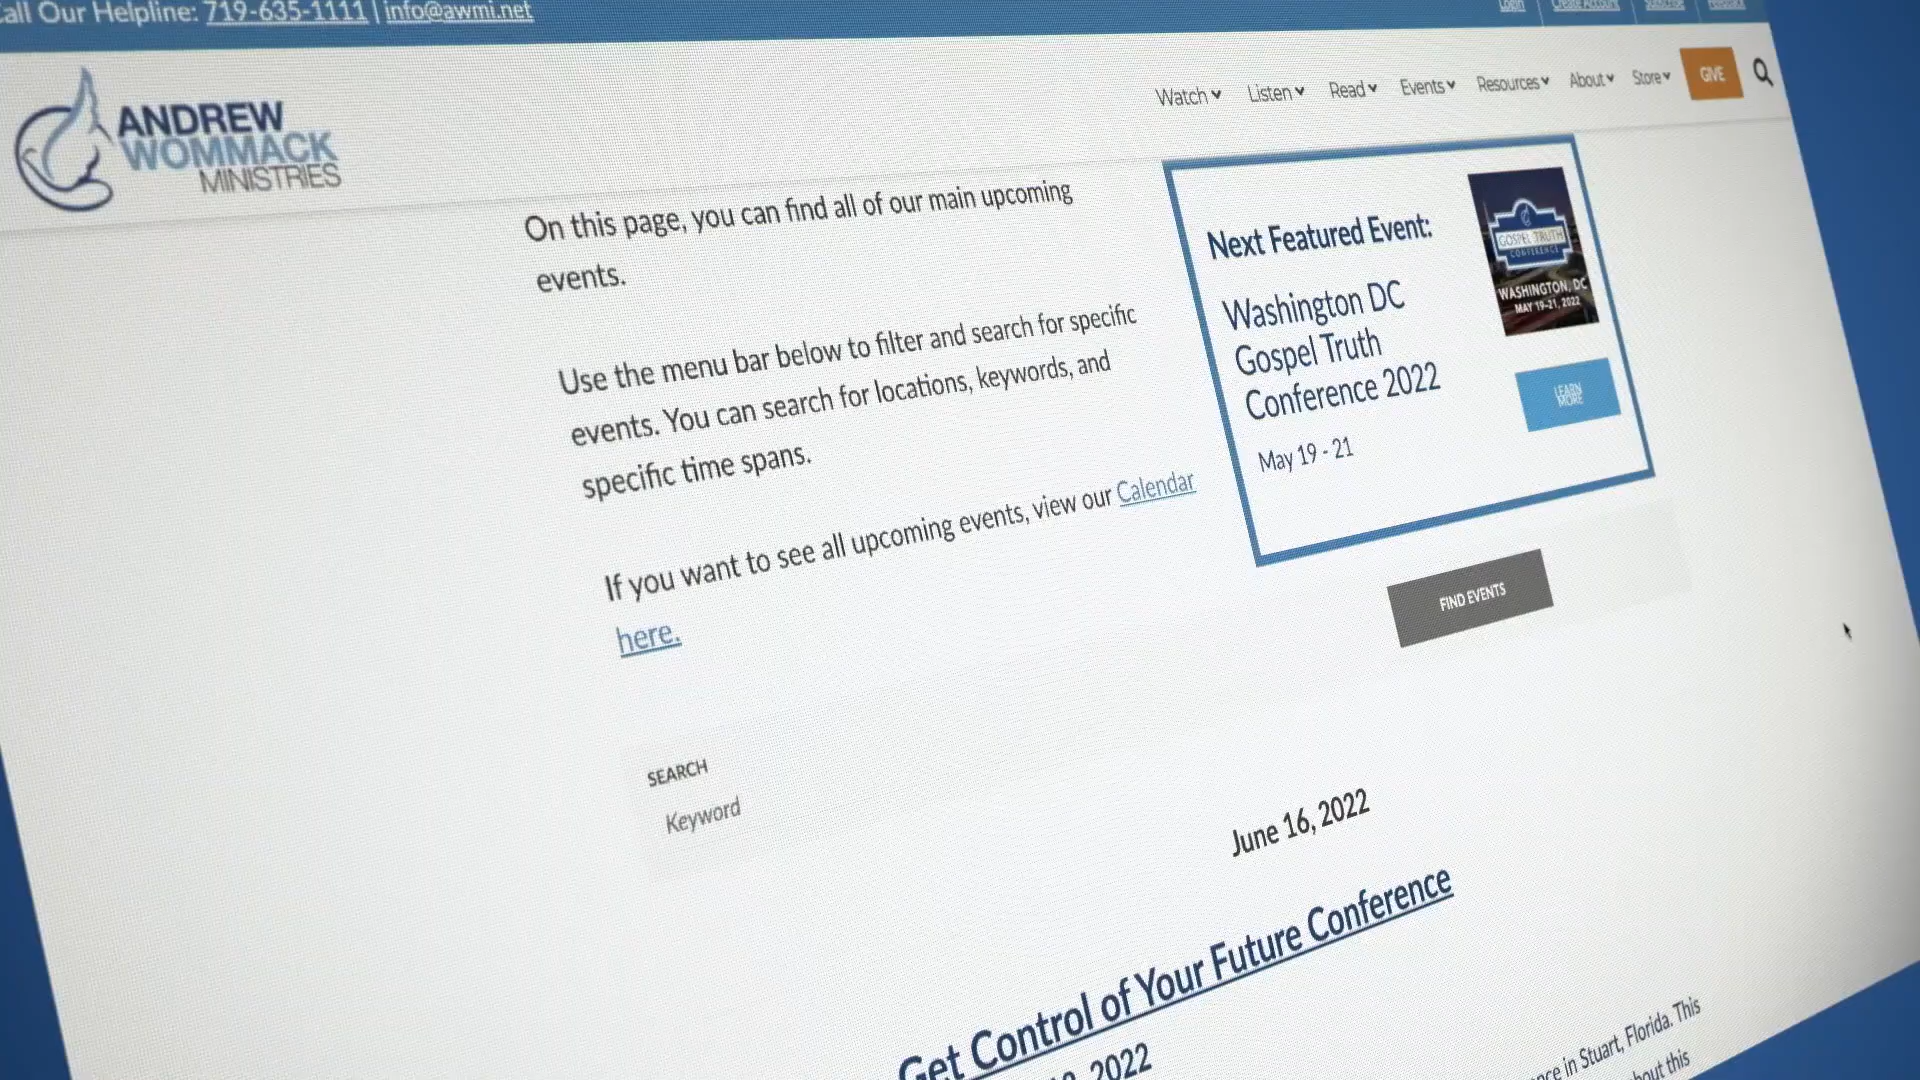 Call Our Helpline: 719-635-1111 | info@awmi.net
Login
Create Account
Subscribe
Feedback
ANDREW
WOMMACK
MINISTRIES
Watch
Listen
Read
Events
Resources
About
Store
GIVE
On this page, you can find all of our main upcoming
events.
Use the menu bar below to filter and search for specific
events. You can search for locations, keywords, and
specific time spans.
If you want to see all upcoming events, view our Calendar
here.
Next Featured Event:
Washington DC
Gospel Truth
Conference 2022
May 19 - 21
GOSPEL TRUTH
CONFERENCE
WASHINGTON, DC
MAY 19-21, 2022
LEARN
MORE
FIND EVENTS
SEARCH
Keyword
June 16, 2022
Get Control of Your Future Conference
2022
in Stuart, Florida. This
this